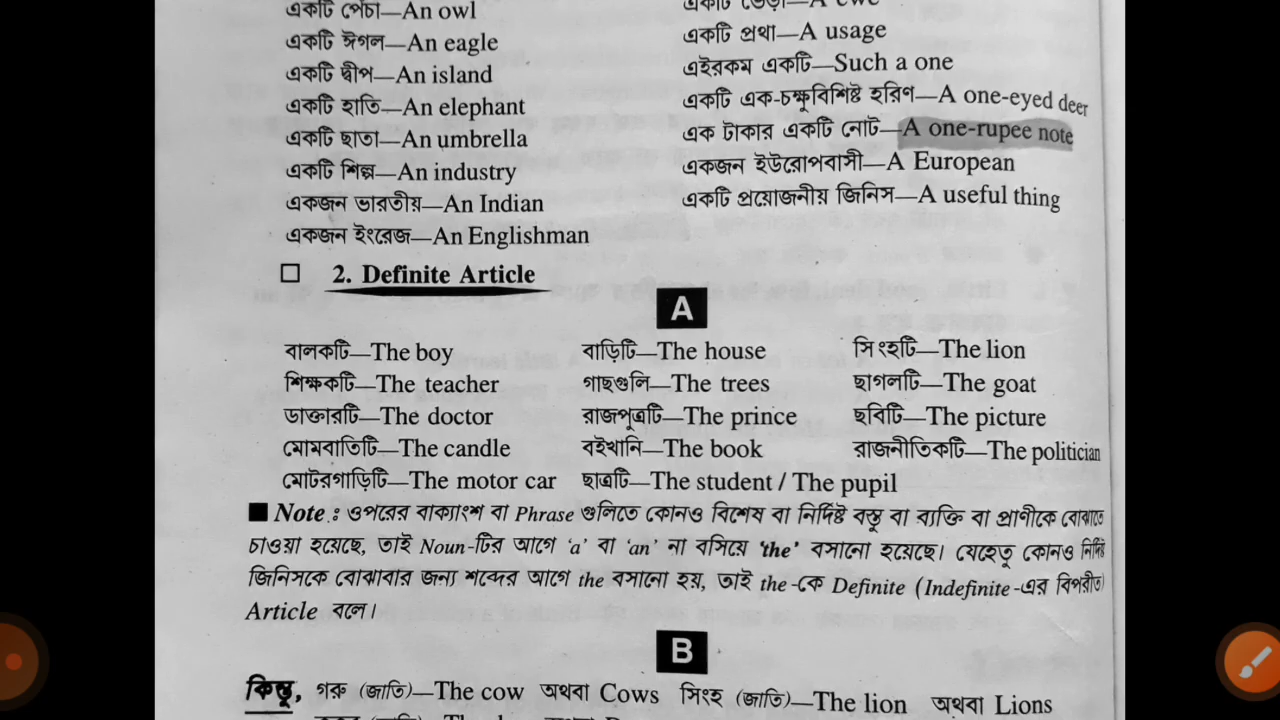 একটি পেঁচা—An owl
একটি ঈগল—An eagle
একটি দ্বীপ—An island
একটি হাতি—An elephant
একটি ছাতা—An umbrella
একটি শিল্প—An industry
একজন ভারতীয়—An Indian
একজন ইংরেজ—An Englishman
একটি ভেড়া—A ewe
একটি প্রথা—A usage
এইরকম একটি—Such a one
একটি এক-চক্ষুবিশিষ্ট হরিণ—A one-eyed deer
এক টাকার একটি নোট—A one-rupee note
একজন ইউরোপবাসী—A European
একটি প্রয়োজনীয় জিনিস—A useful thing
☐ 2. Definite Article
A
বালকটি—The boy বাড়িটি—The house সিংহটি—The lion
শিক্ষকটি—The teacher গাছগুলি—The trees ছাগলটি—The goat
ডাক্তারটি—The doctor রাজপুত্রটি—The prince ছবিটি—The picture
মোমবাতিটি—The candle বইখানি—The book রাজনীতিকটি—The politician
মোটরগাড়িটি—The motor car ছাত্রটি—The student / The pupil
■ Note : ওপরের বাক্যাংশ বা Phrase গুলিতে কোনও বিশেষ বা নির্দিষ্ট বস্তু বা ব্যক্তি বা প্রাণীকে বোঝাতে
চাওয়া হয়েছে, তাই Noun-টির আগে ‘a’ বা ‘an’ না বসিয়ে ‘the’ বসানো হয়েছে। যেহেতু কোনও নির্দিষ্ট
জিনিসকে বোঝাবার জন্য শব্দের আগে the বসানো হয়, তাই the -কে Definite (Indefinite -এর বিপরীত)
Article বলে।
B
কিন্তু, গরু (জাতি)—The cow অথবা Cows সিংহ (জাতি)—The lion অথবা Lions